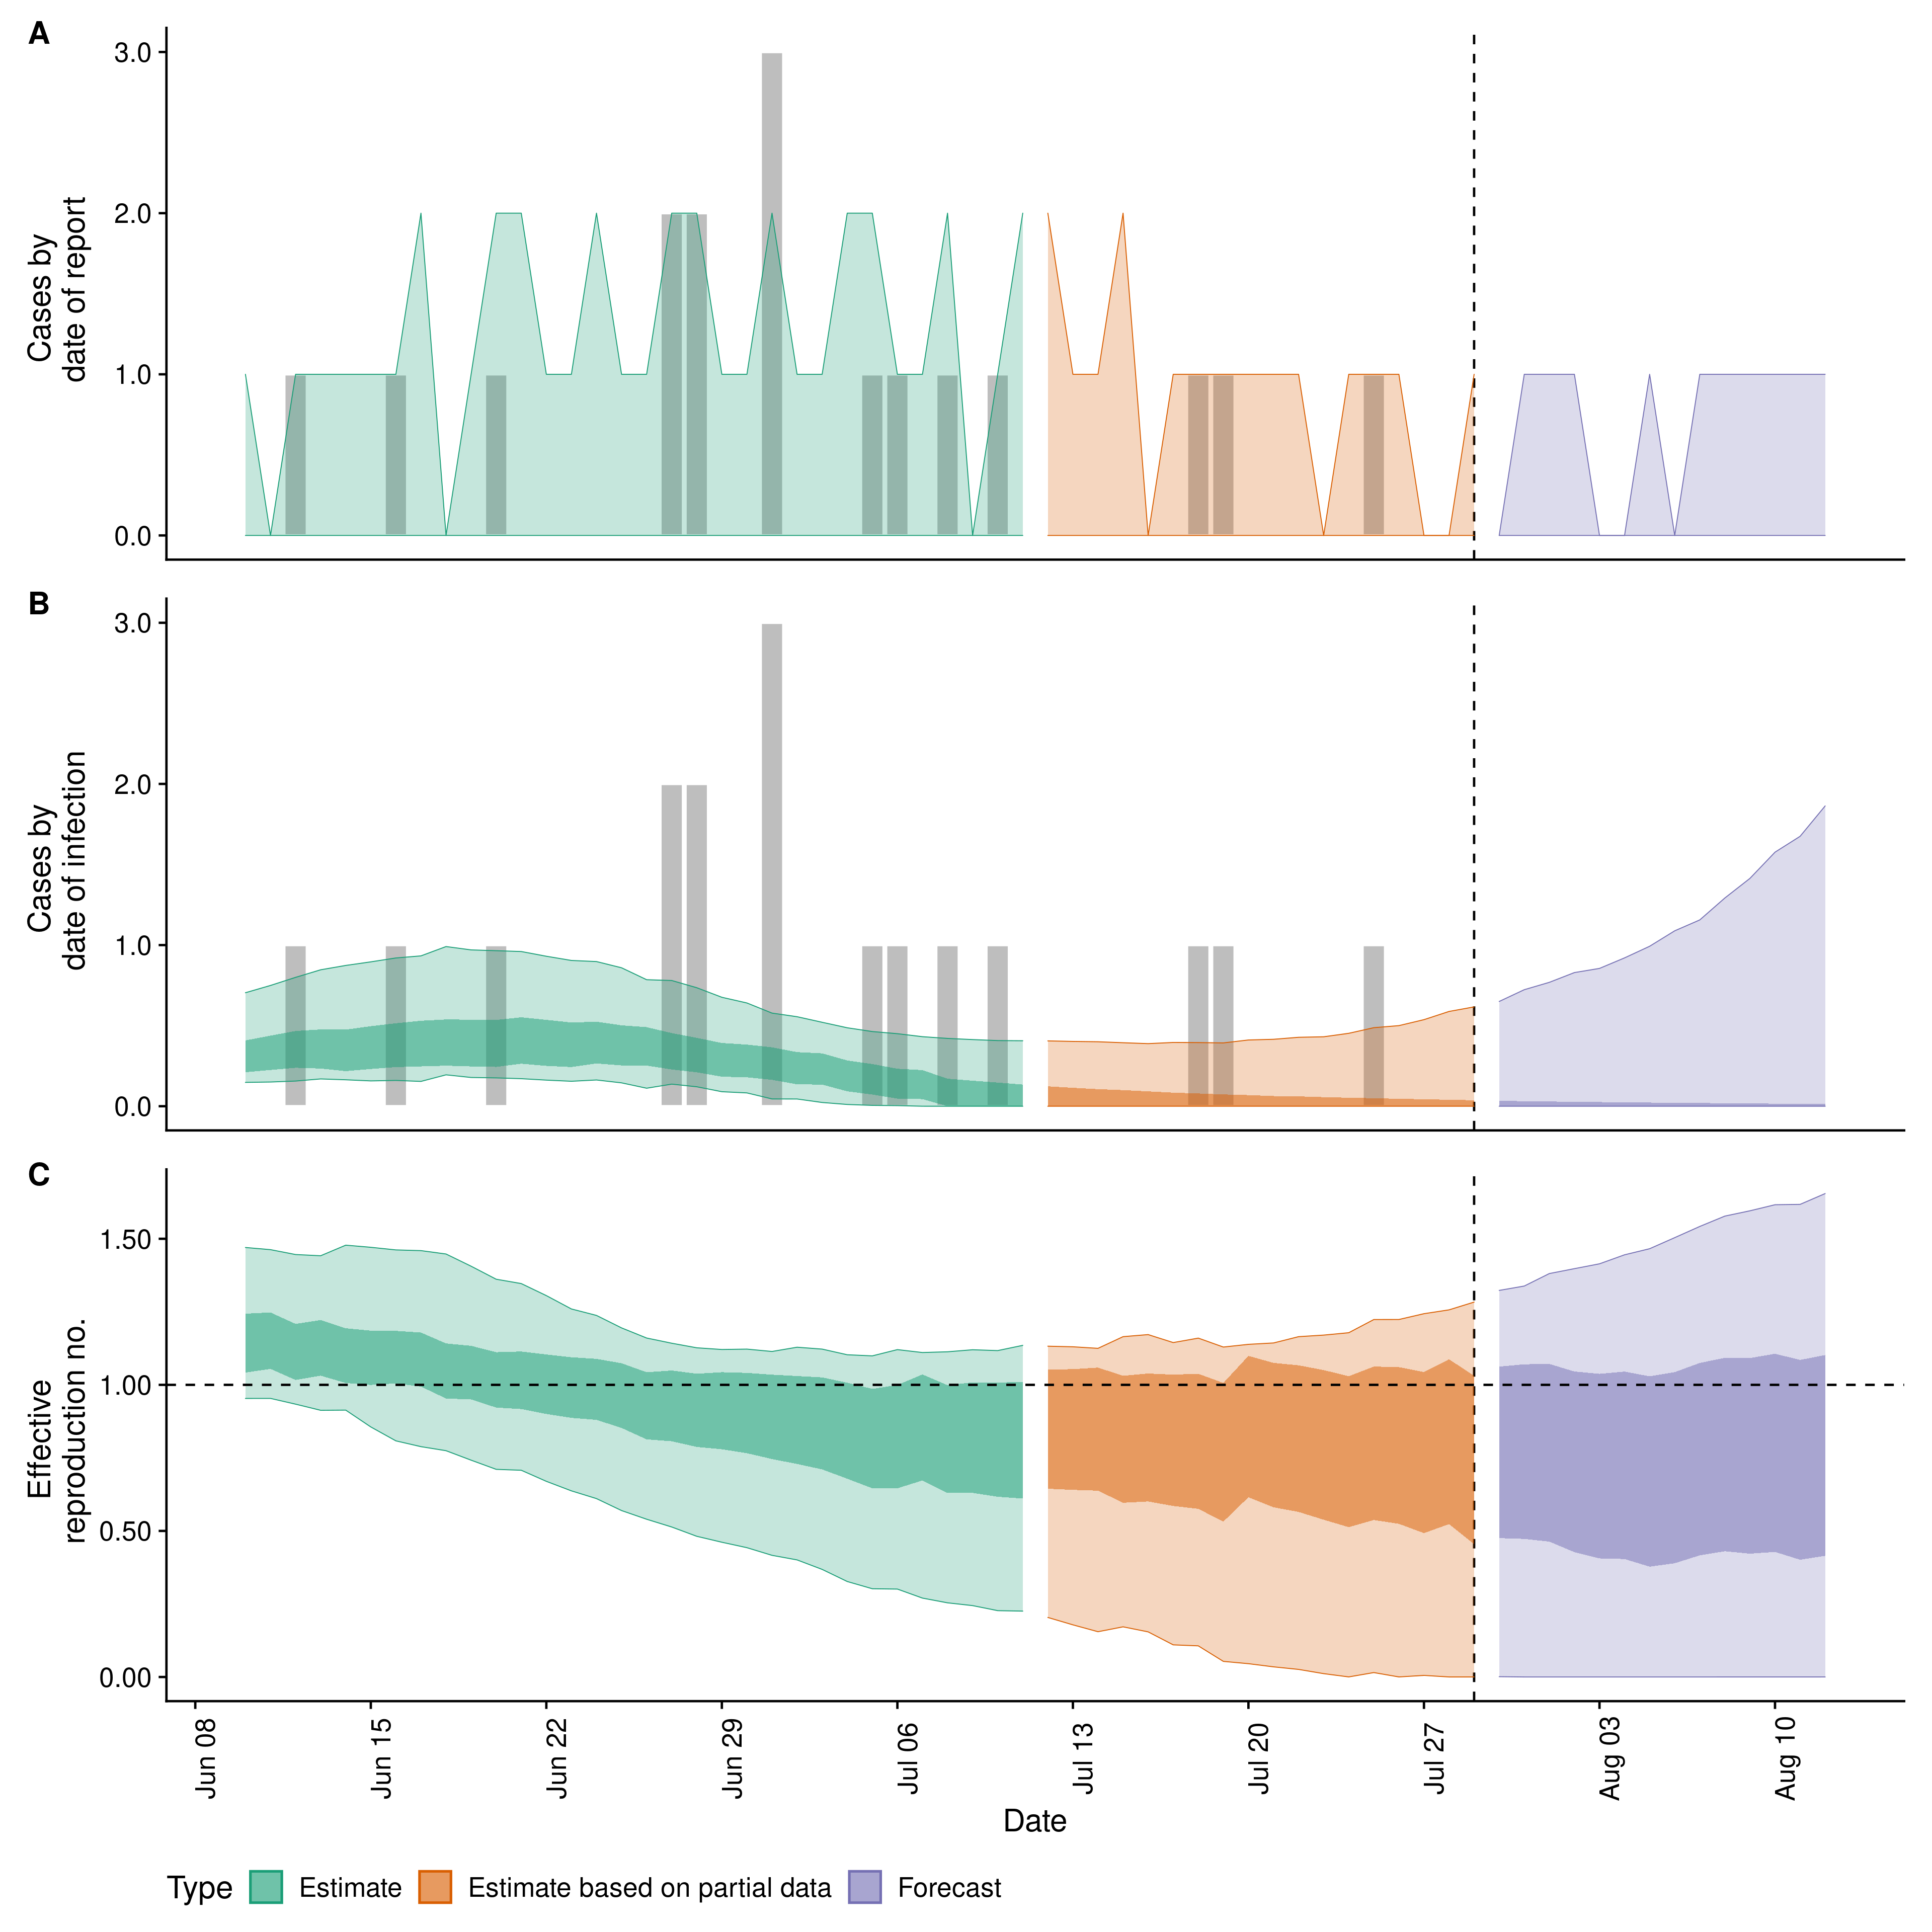 A
3.0
2.0
1.0
0.0
Cases by
date of report
B
3.0
2.0
1.0
0.0
Cases by
date of infection
C
1.50
1.00
0.50
0.00
Effective
reproduction no.
Jun 08
Jun 15
Jun 22
Jun 29
Jul 06
Jul 13
Jul 20
Jul 27
Aug 03
Aug 10
Date
Type Estimate Estimate based on partial data Forecast